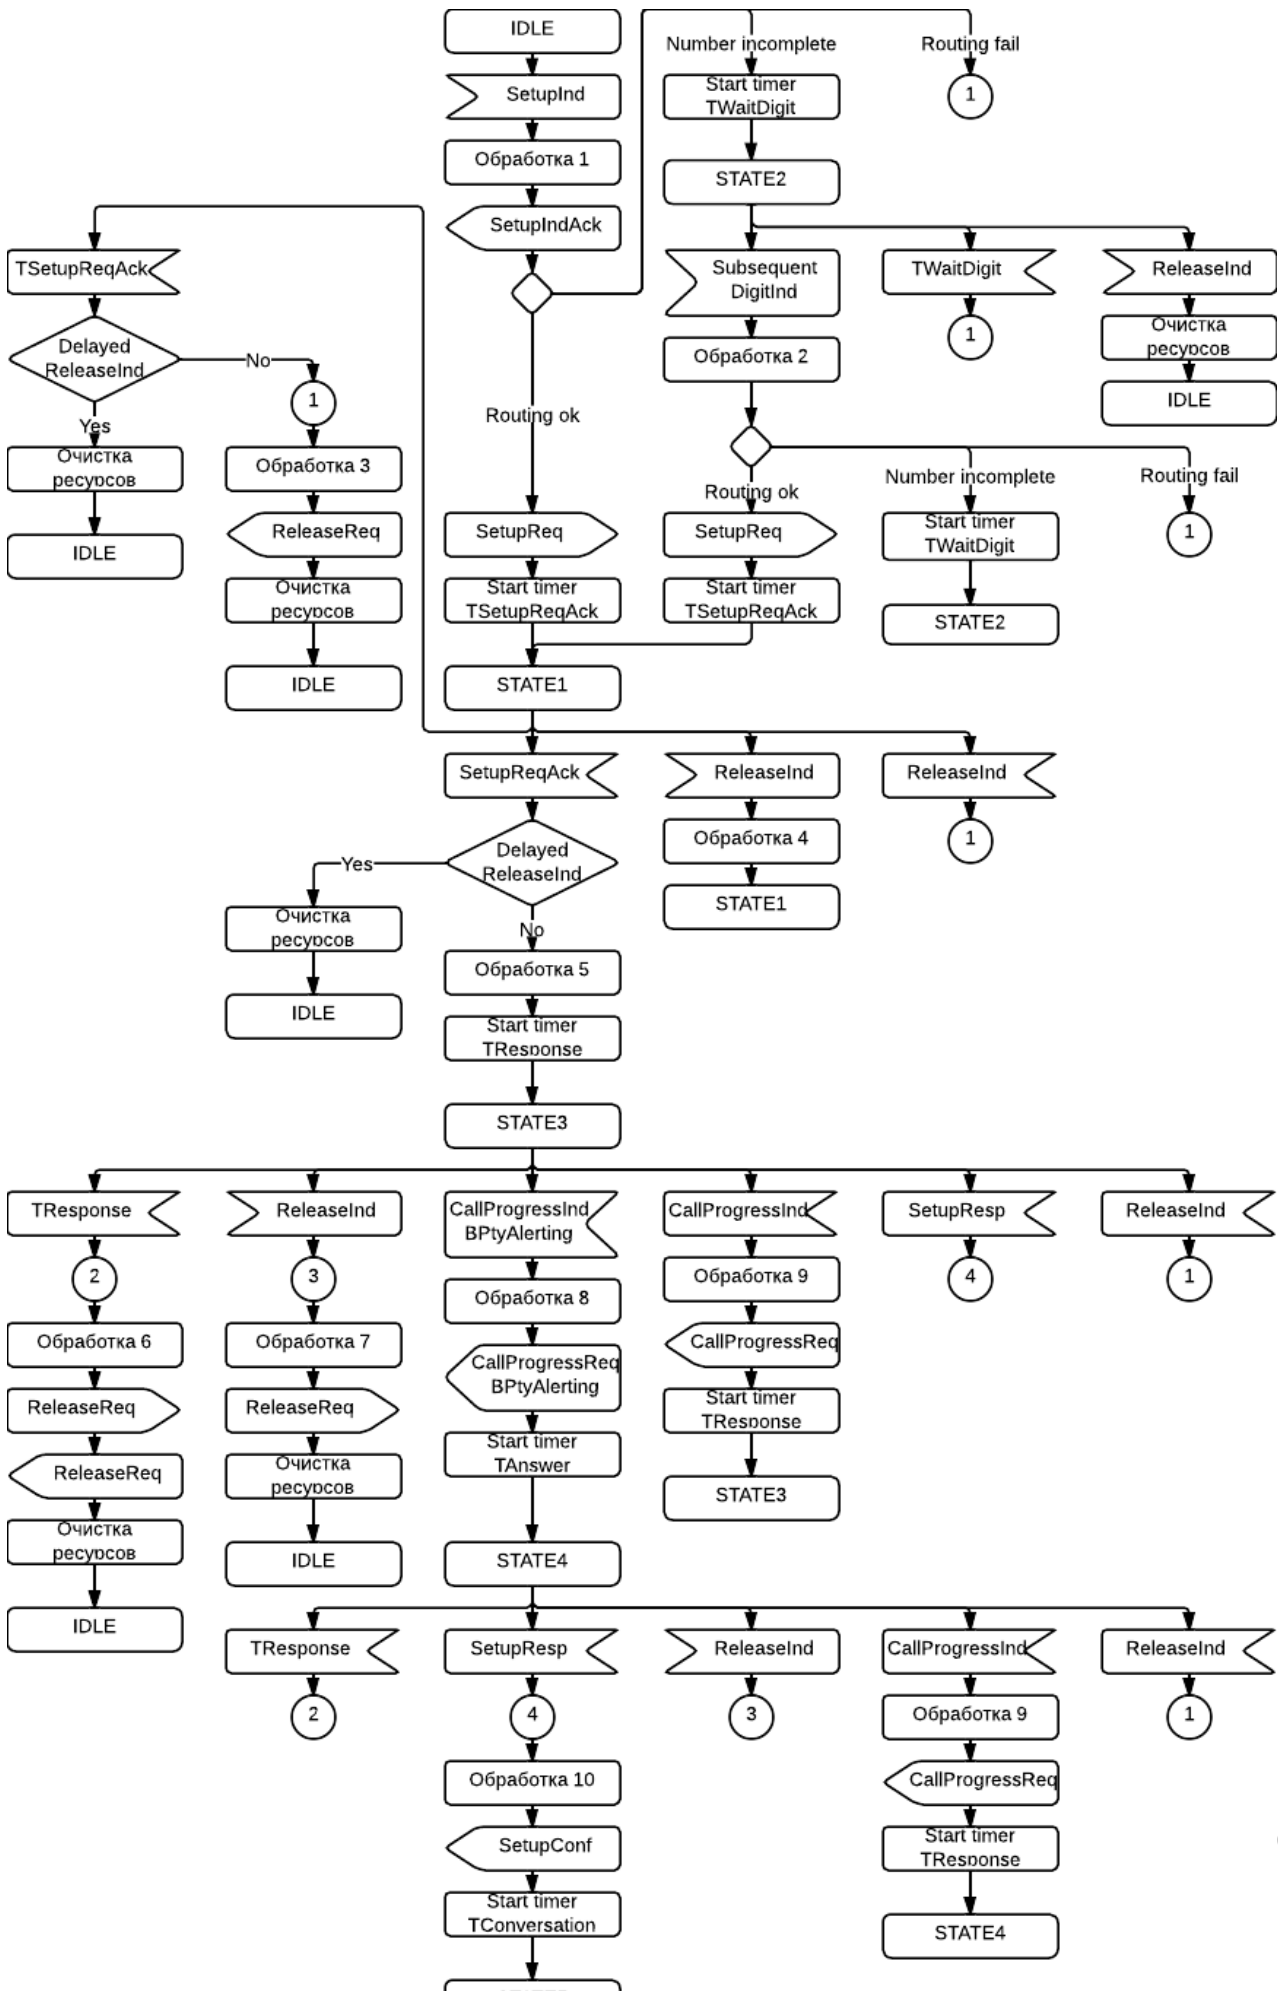 IDLE
Number incomplete
Routing fail
SetupInd
Start timer
TWaitDigit
1
Обработка 1
STATE2
SetupIndAck
TSetupReqAck
Subsequent
DigitInd
TWaitDigit
ReleaseInd
1
Очистка
ресурсов
Delayed
ReleaseInd
No
Обработка 2
1
IDLE
Routing ok
Yes
Очистка
ресурсов
Обработка 3
Number incomplete
Routing fail
Routing ok
IDLE
ReleaseReq
SetupReq
SetupReq
Start timer
TWaitDigit
1
Очистка
ресурсов
Start timer
TSetupReqAck
Start timer
TSetupReqAck
STATE2
IDLE
STATE1
SetupReqAck
ReleaseInd
ReleaseInd
Обработка 4
1
Delayed
ReleaseInd
Yes
STATE1
Очистка
ресурсов
No
Обработка 5
IDLE
Start timer
TResponse
STATE3
TResponse
ReleaseInd
CallProgressInd
BPtyAlerting
CallProgressInd
SetupResp
ReleaseInd
2
3
Обработка 8
Обработка 9
4
1
Обработка 6
Обработка 7
CallProgressReq
BPtyAlerting
CallProgressReq
ReleaseReq
ReleaseReq
Start timer
TAnswer
Start timer
TResponse
ReleaseReq
Очистка
ресурсов
STATE3
Очистка
ресурсов
IDLE
STATE4
IDLE
TResponse
SetupResp
ReleaseInd
CallProgressInd
ReleaseInd
2
4
3
Обработка 9
1
Обработка 10
CallProgressReq
SetupConf
Start timer
TResponse
Start timer
TConversation
STATE4